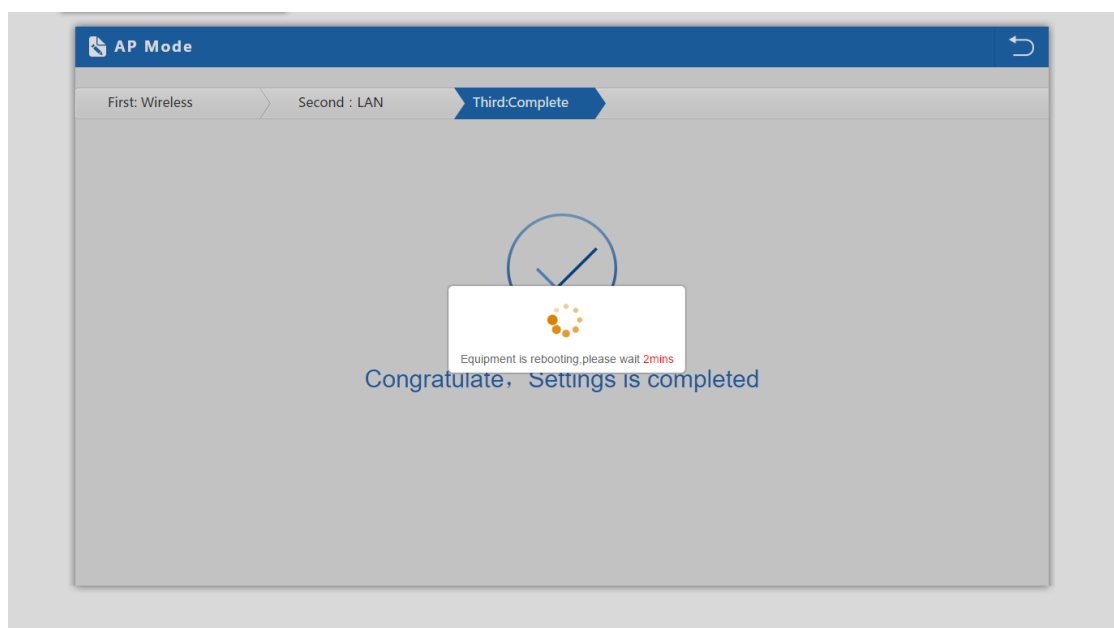 AP Mode
First: Wireless Second : LAN Third:Complete
Equipment is rebooting,please wait 2mins
Congratulate，Settings is completed